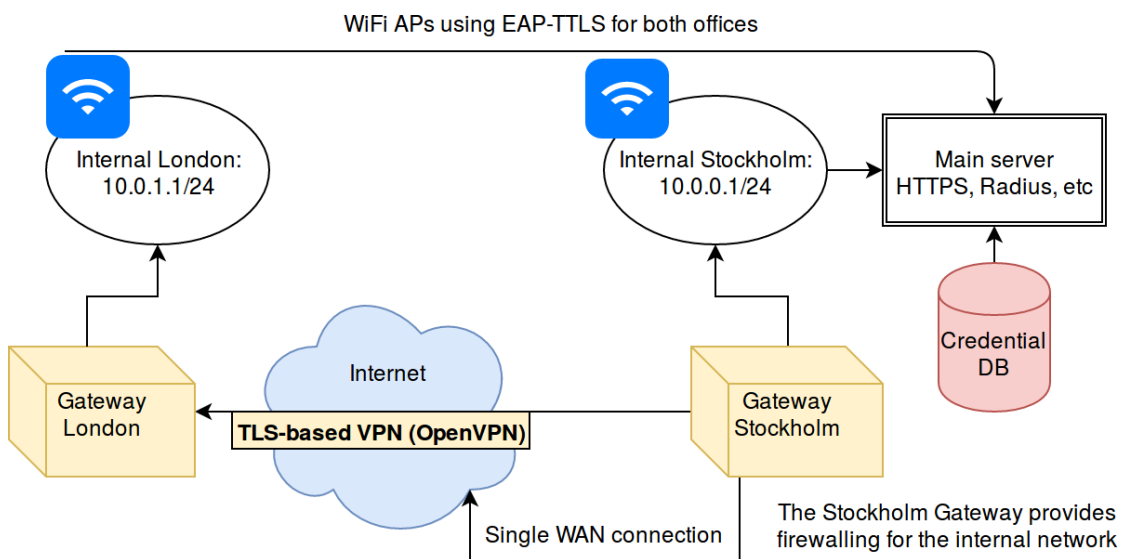 WiFi APs using EAP-TTLS for both offices
Internal London:
10.0.1.1/24
Internal Stockholm:
10.0.0.1/24
Main server
HTTPS, Radius, etc
Credential
DB
Internet
Gateway
London
TLS-based VPN (OpenVPN)
Gateway
Stockholm
Single WAN connection
The Stockholm Gateway provides
firewalling for the internal network